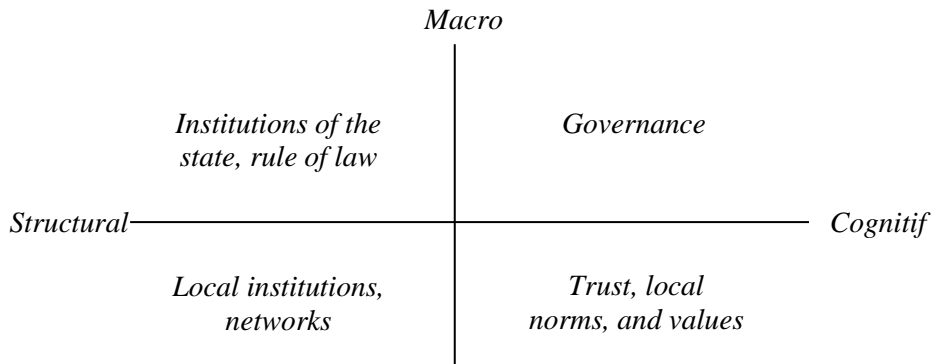 Macro
Institutions of the
state, rule of law
Governance
Structural
Cognitif
Local institutions,
networks
Trust, local
norms, and values